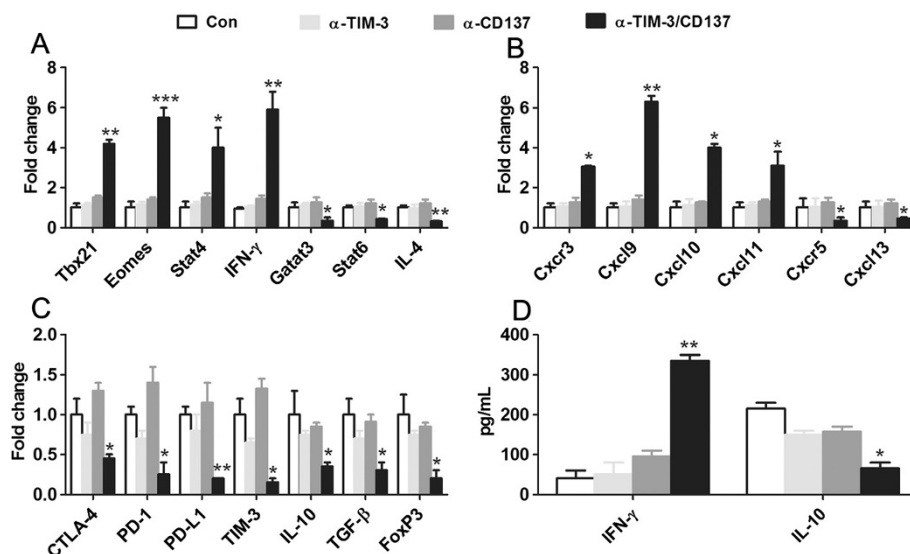 Con α-TIM-3 α-CD137 α-TIM-3/CD137
A
Fold change
8
6
4
2
0
** *** * ** * * **
Tbx21 Eomes Stat4 IFN-γ Gatat3 Stat6 IL-4
B
Fold change
8
6
4
2
0
* ** * * * *
Cxcr3 Cxcl9 Cxcl10 Cxcl11 Cxcr5 Cxcl13
C
Fold change
2.0
1.5
1.0
0.5
0.0
* * ** * * * *
CTLA-4 PD-1 PD-L1 TIM-3 IL-10 TGF-β FoxP3
D
pg/mL
400
300
200
100
0
** *
IFN-γ IL-10